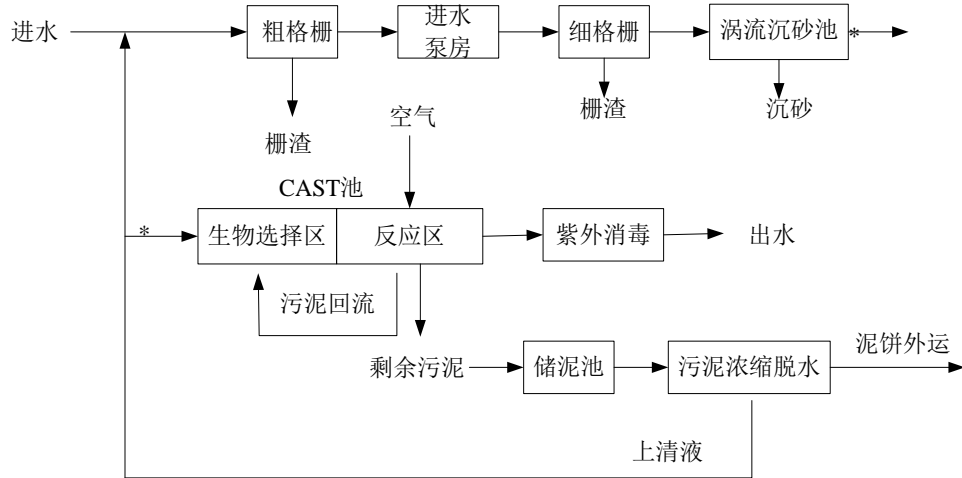 进水
粗格栅
进水
泵房
细格栅
涡流沉砂池
*
栅渣
栅渣
沉砂
空气
CAST池
*
生物选择区
反应区
紫外消毒
出水
污泥回流
剩余污泥
储泥池
污泥浓缩脱水
泥饼外运
上清液